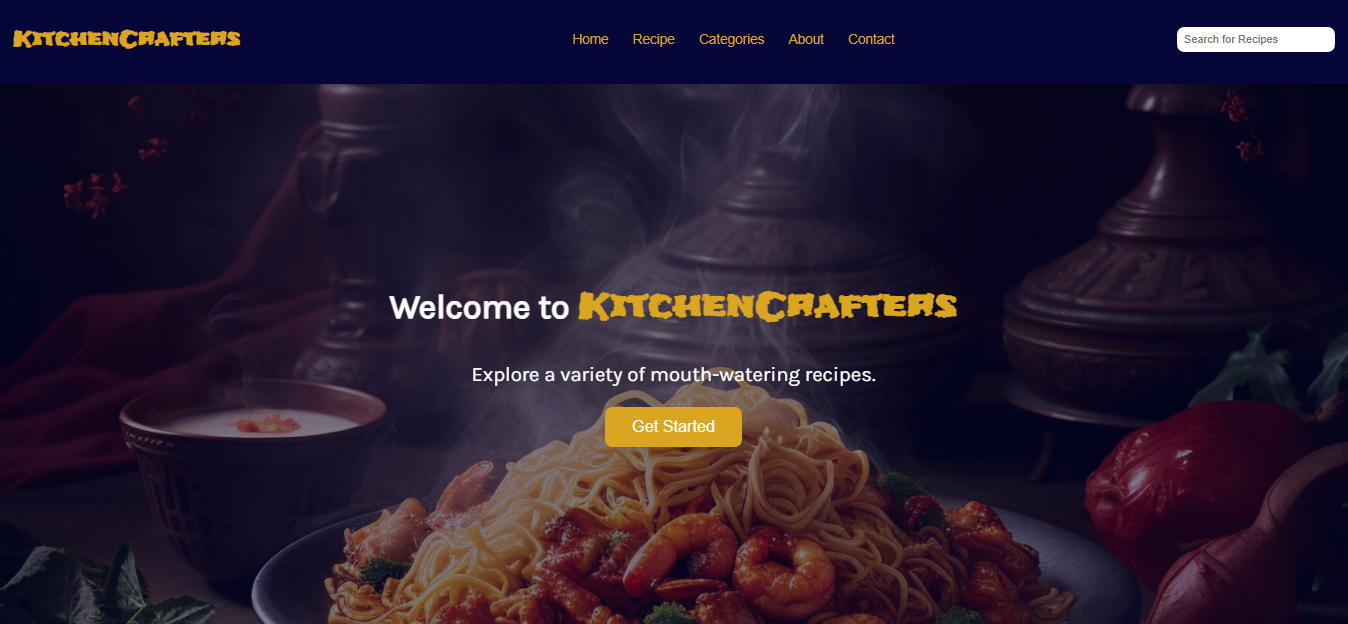 KitchenCrafters
Home Recipe Categories About Contact
Search for Recipes
Welcome to KitchenCrafters
Explore a variety of mouth-watering recipes.
Get Started